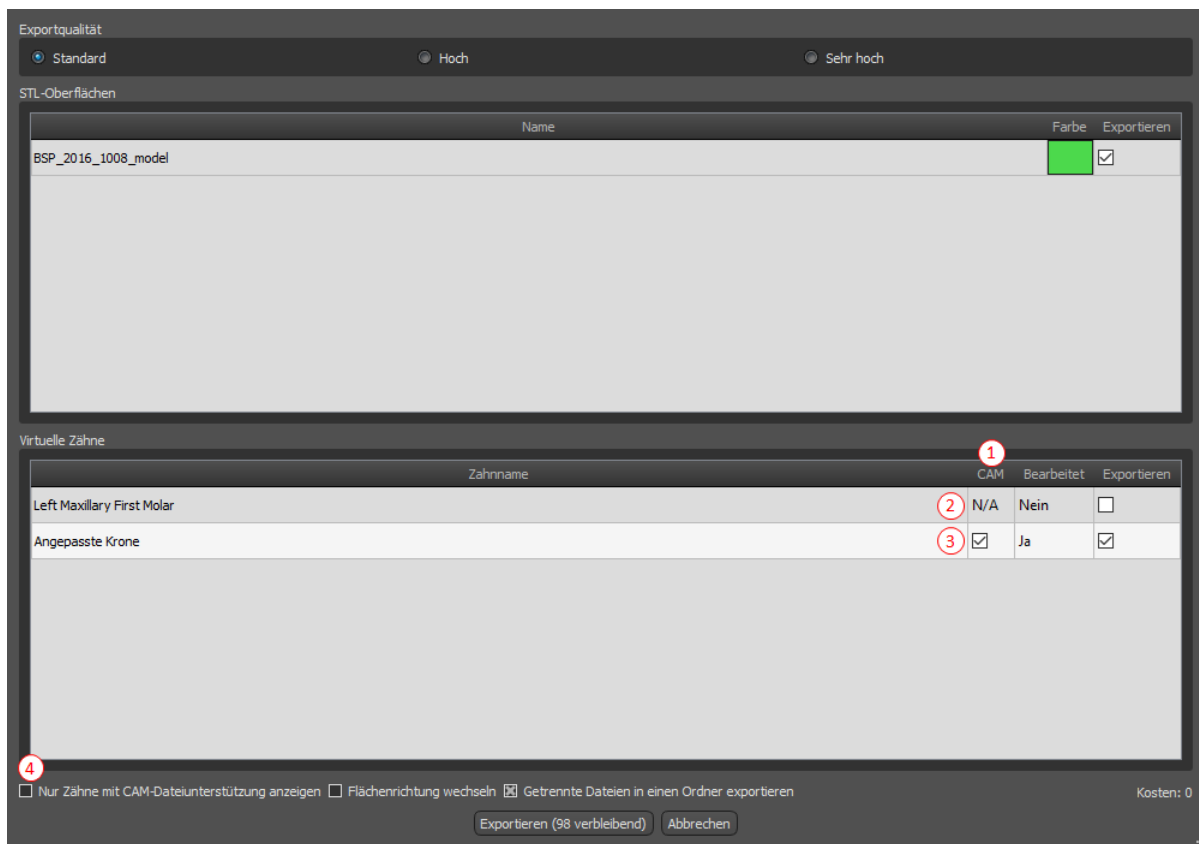 Exportqualität
Standard Hoch Sehr hoch
STL-Oberflächen
Name Farbe Exportieren
BSP_2016_1008_model
Virtuelle Zähne
1
Zahnname CAM Bearbeitet Exportieren
Left Maxillary First Molar 2 N/A Nein
Angepasste Krone 3 Ja
4
Nur Zähne mit CAM-Dateiunterstützung anzeigen Flächenrichtung wechseln Getrennte Dateien in einen Ordner exportieren Kosten: 0
Exportieren (98 verbleibend) Abbrechen